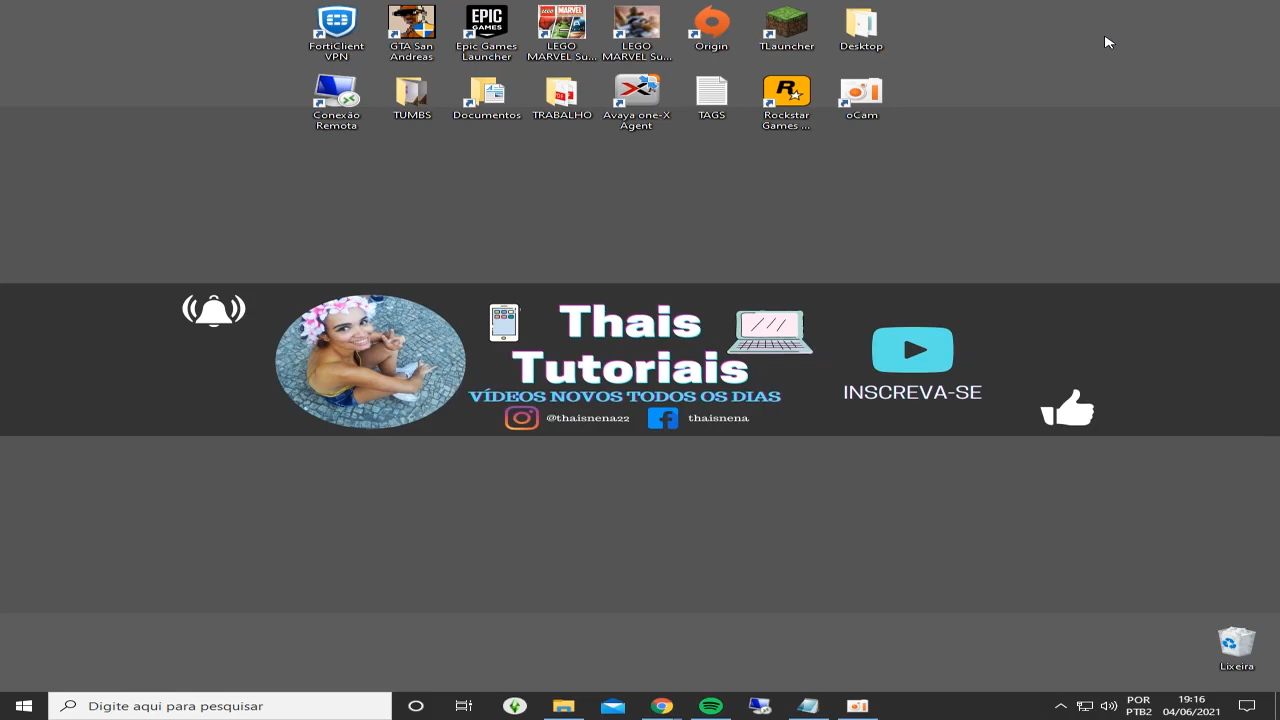 FortiClient VPN
GTA San Andreas
Epic Games Launcher
LEGO MARVEL Su...
LEGO MARVEL Su...
Origin
TLauncher
Desktop
Conexão Remota
TUMBS
Documentos
TRABALHO
Avaya one-X Agent
TAGS
Rockstar Games ...
oCam
Thais
Tutoriais
VÍDEOS NOVOS TODOS OS DIAS
@thaisnena22 thaisnena
INSCREVA-SE
Lixeira
Digite aqui para pesquisar
POR
PTB2
19:16
04/06/2021